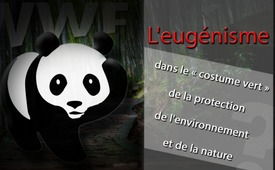 WWF
L'eugénisme
dans le « costume vert »
de la protection
de l'environnement
et de la nature